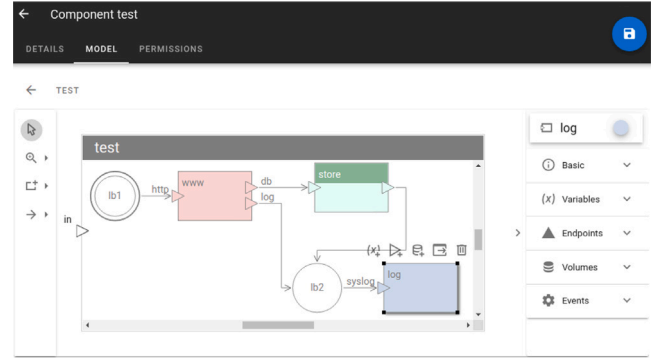 Component test
DETAILS MODEL PERMISSIONS
TEST
test
lb1
http
www
db
log
store
in
lb2
syslog
(x)
log
log
Basic
(x) Variables
Endpoints
Volumes
Events